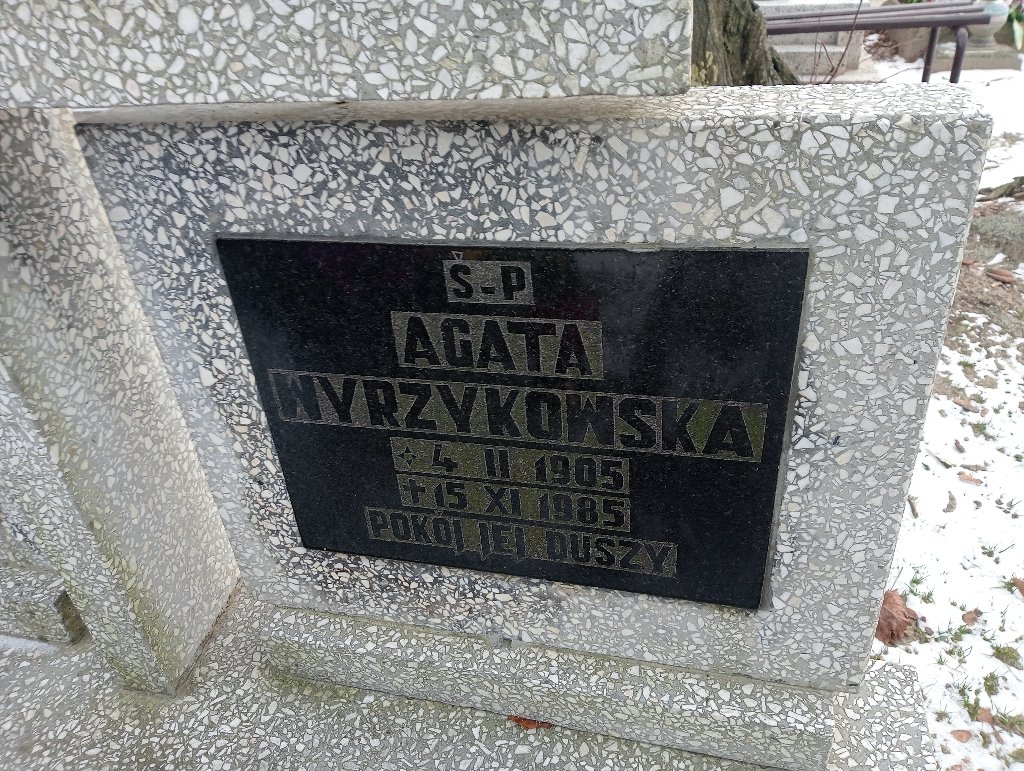 Ś-P
AGATA
WYRZYKOWSKA
4 II 1905
† 15 XI 1985
POKÓJ JEJ DUSZY